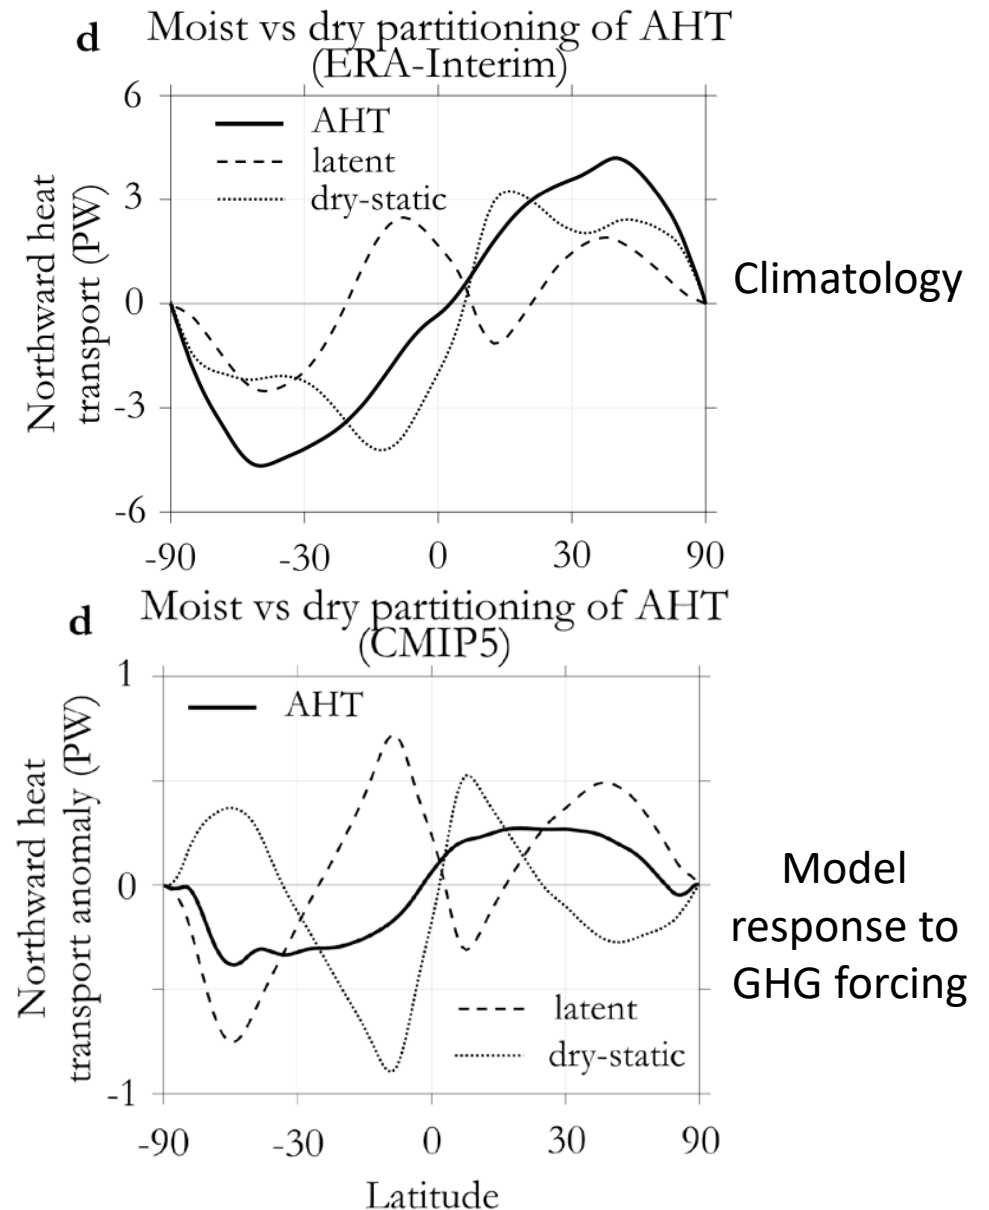 d Moist vs dry partitioning of AHT
(ERA-Interim)
6
3
0
-3
-6
Northward heat
transport (PW)
AHT
latent
dry-static
-90
-30
0
30
90
Climatology
d Moist vs dry partitioning of AHT
(CMIP5)
1
0
-1
Northward heat
transport anomaly (PW)
AHT
latent
dry-static
-90
-30
0
30
90
Latitude
Model
response to
GHG forcing